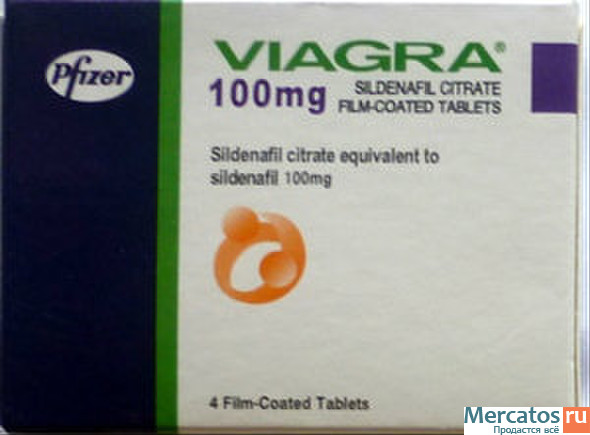 Pfizer
VIAGRA®
100mg
SILDENAFIL CITRATE
FILM-COATED TABLETS
Sildenafil citrate equivalent to
sildenafil 100mg
4 Film-Coated Tablets
Mercatos.ru
Продастся всё